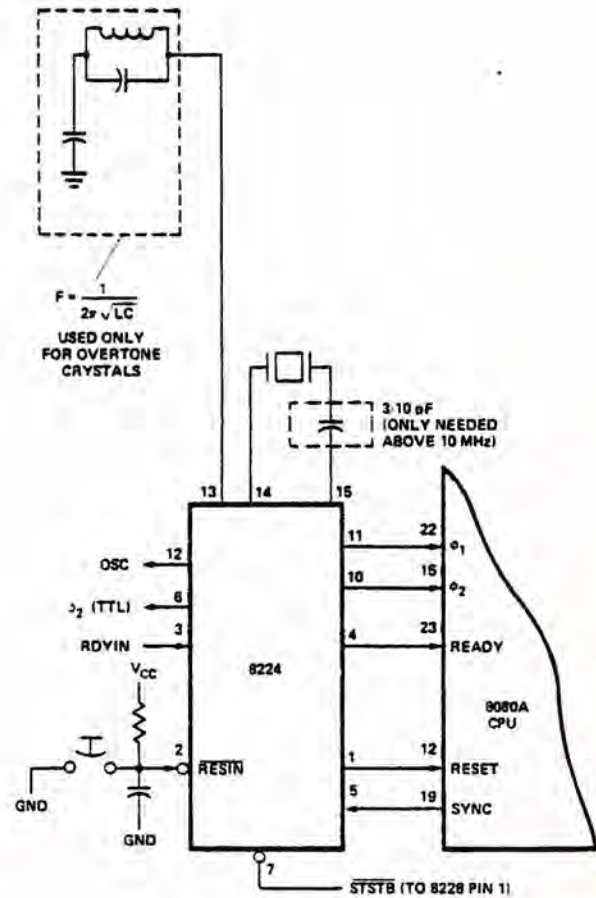 F = 1
2π √LC
USED ONLY
FOR OVERTONE
CRYSTALS
3-10 pF
(ONLY NEEDED
ABOVE 10 MHz)
13 14 15
OSC 12
11 22 ϕ1
10 15 ϕ2
ϕ2 (TTL) 6
RDYIN 3
4 23 READY
8224
VCC
8080A
CPU
2 RESIN
1 12 RESET
5 19 SYNC
GND
GND
7
STSTB (TO 8228 PIN 1)